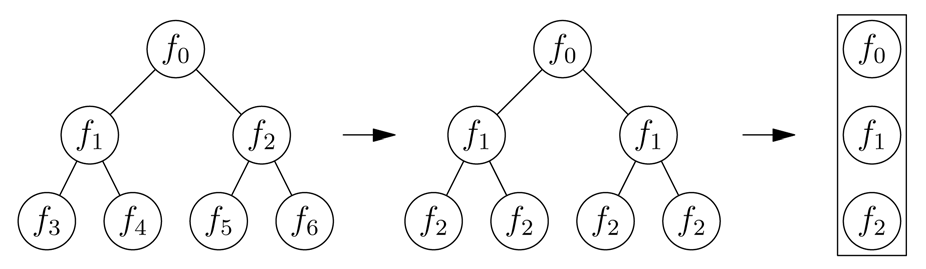 f₀ f₀ f₀
f₁ f₂ f₁ f₁ f₁
f₃ f₄ f₅ f₆ f₂ f₂ f₂ f₂ f₂